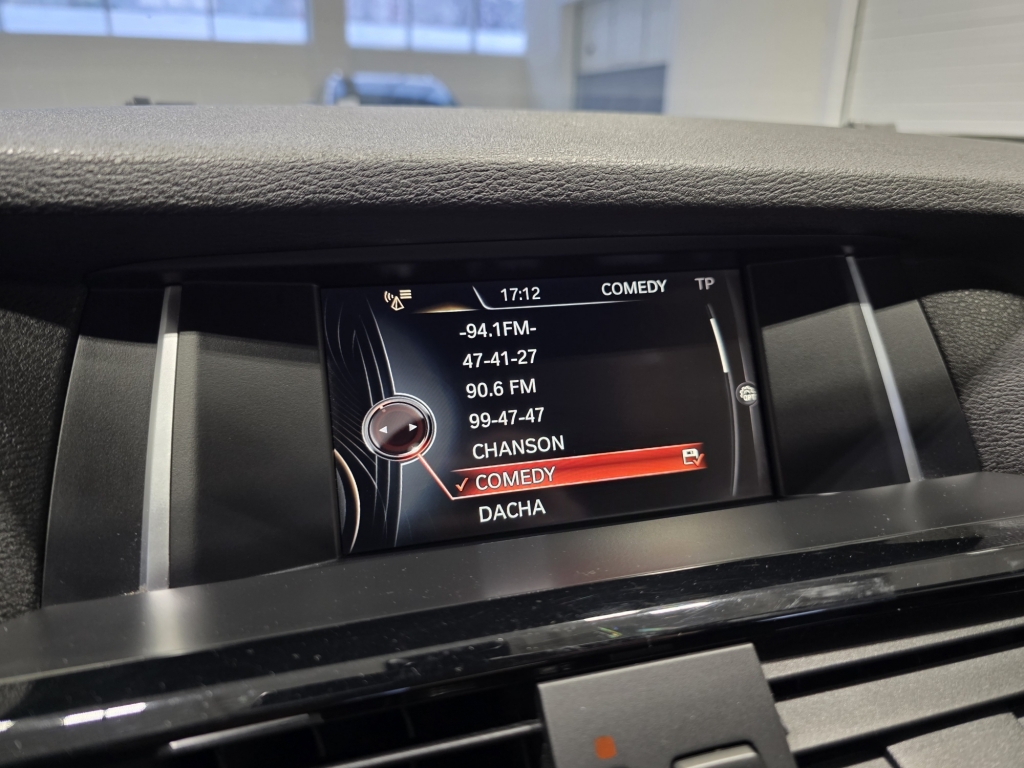 17:12 COMEDY TP
-94.1FM-
47-41-27
90.6 FM
99-47-47
CHANSON
COMEDY
DACHA